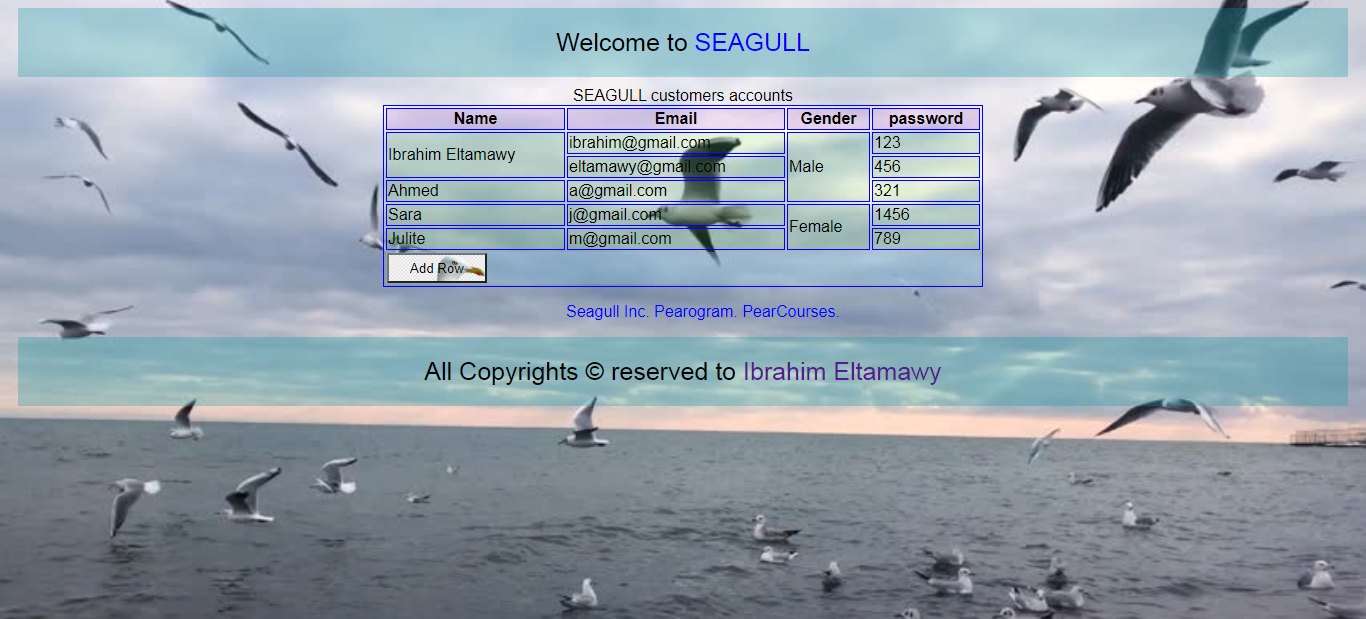 Welcome to SEAGULL
SEAGULL customers accounts
Name Email Gender password
Ibrahim Eltamawy ibrahim@gmail.com Male 123
eltamawy@gmail.com 456
Ahmed a@gmail.com 321
Sara j@gmail.com Female 1456
Julite m@gmail.com 789
Add Row
Seagull Inc. Pearogram. PearCourses.
All Copyrights © reserved to Ibrahim Eltamawy